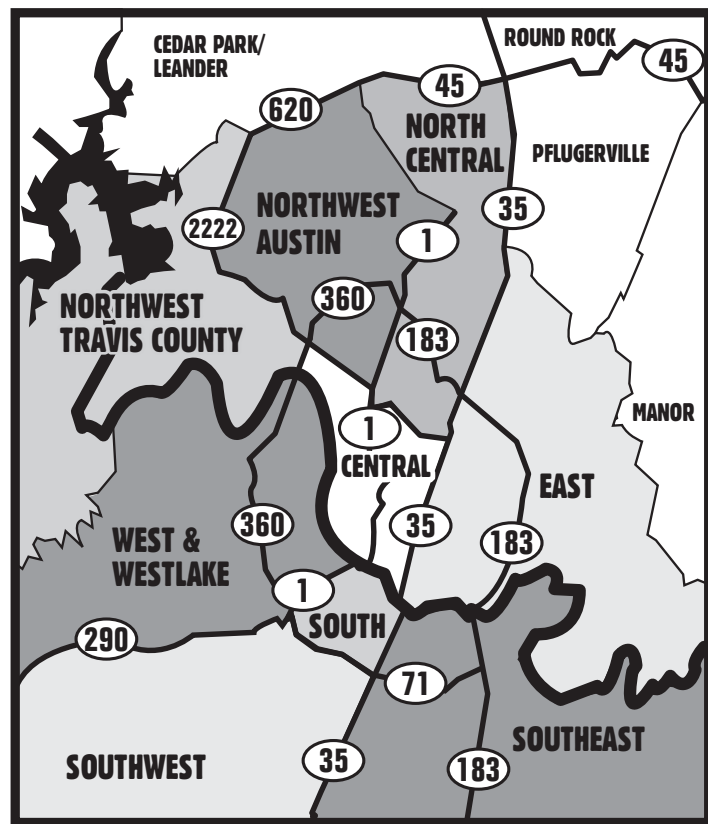 CEDAR PARK/
LEANDER
ROUND ROCK
45
45
620
NORTH
CENTRAL
PFLUGERVILLE
NORTHWEST
AUSTIN
2222
1
35
360
NORTHWEST
TRAVIS COUNTY
183
MANOR
1
CENTRAL
EAST
360
35
183
WEST &
WESTLAKE
1
SOUTH
290
71
SOUTHEAST
SOUTHWEST
35
183